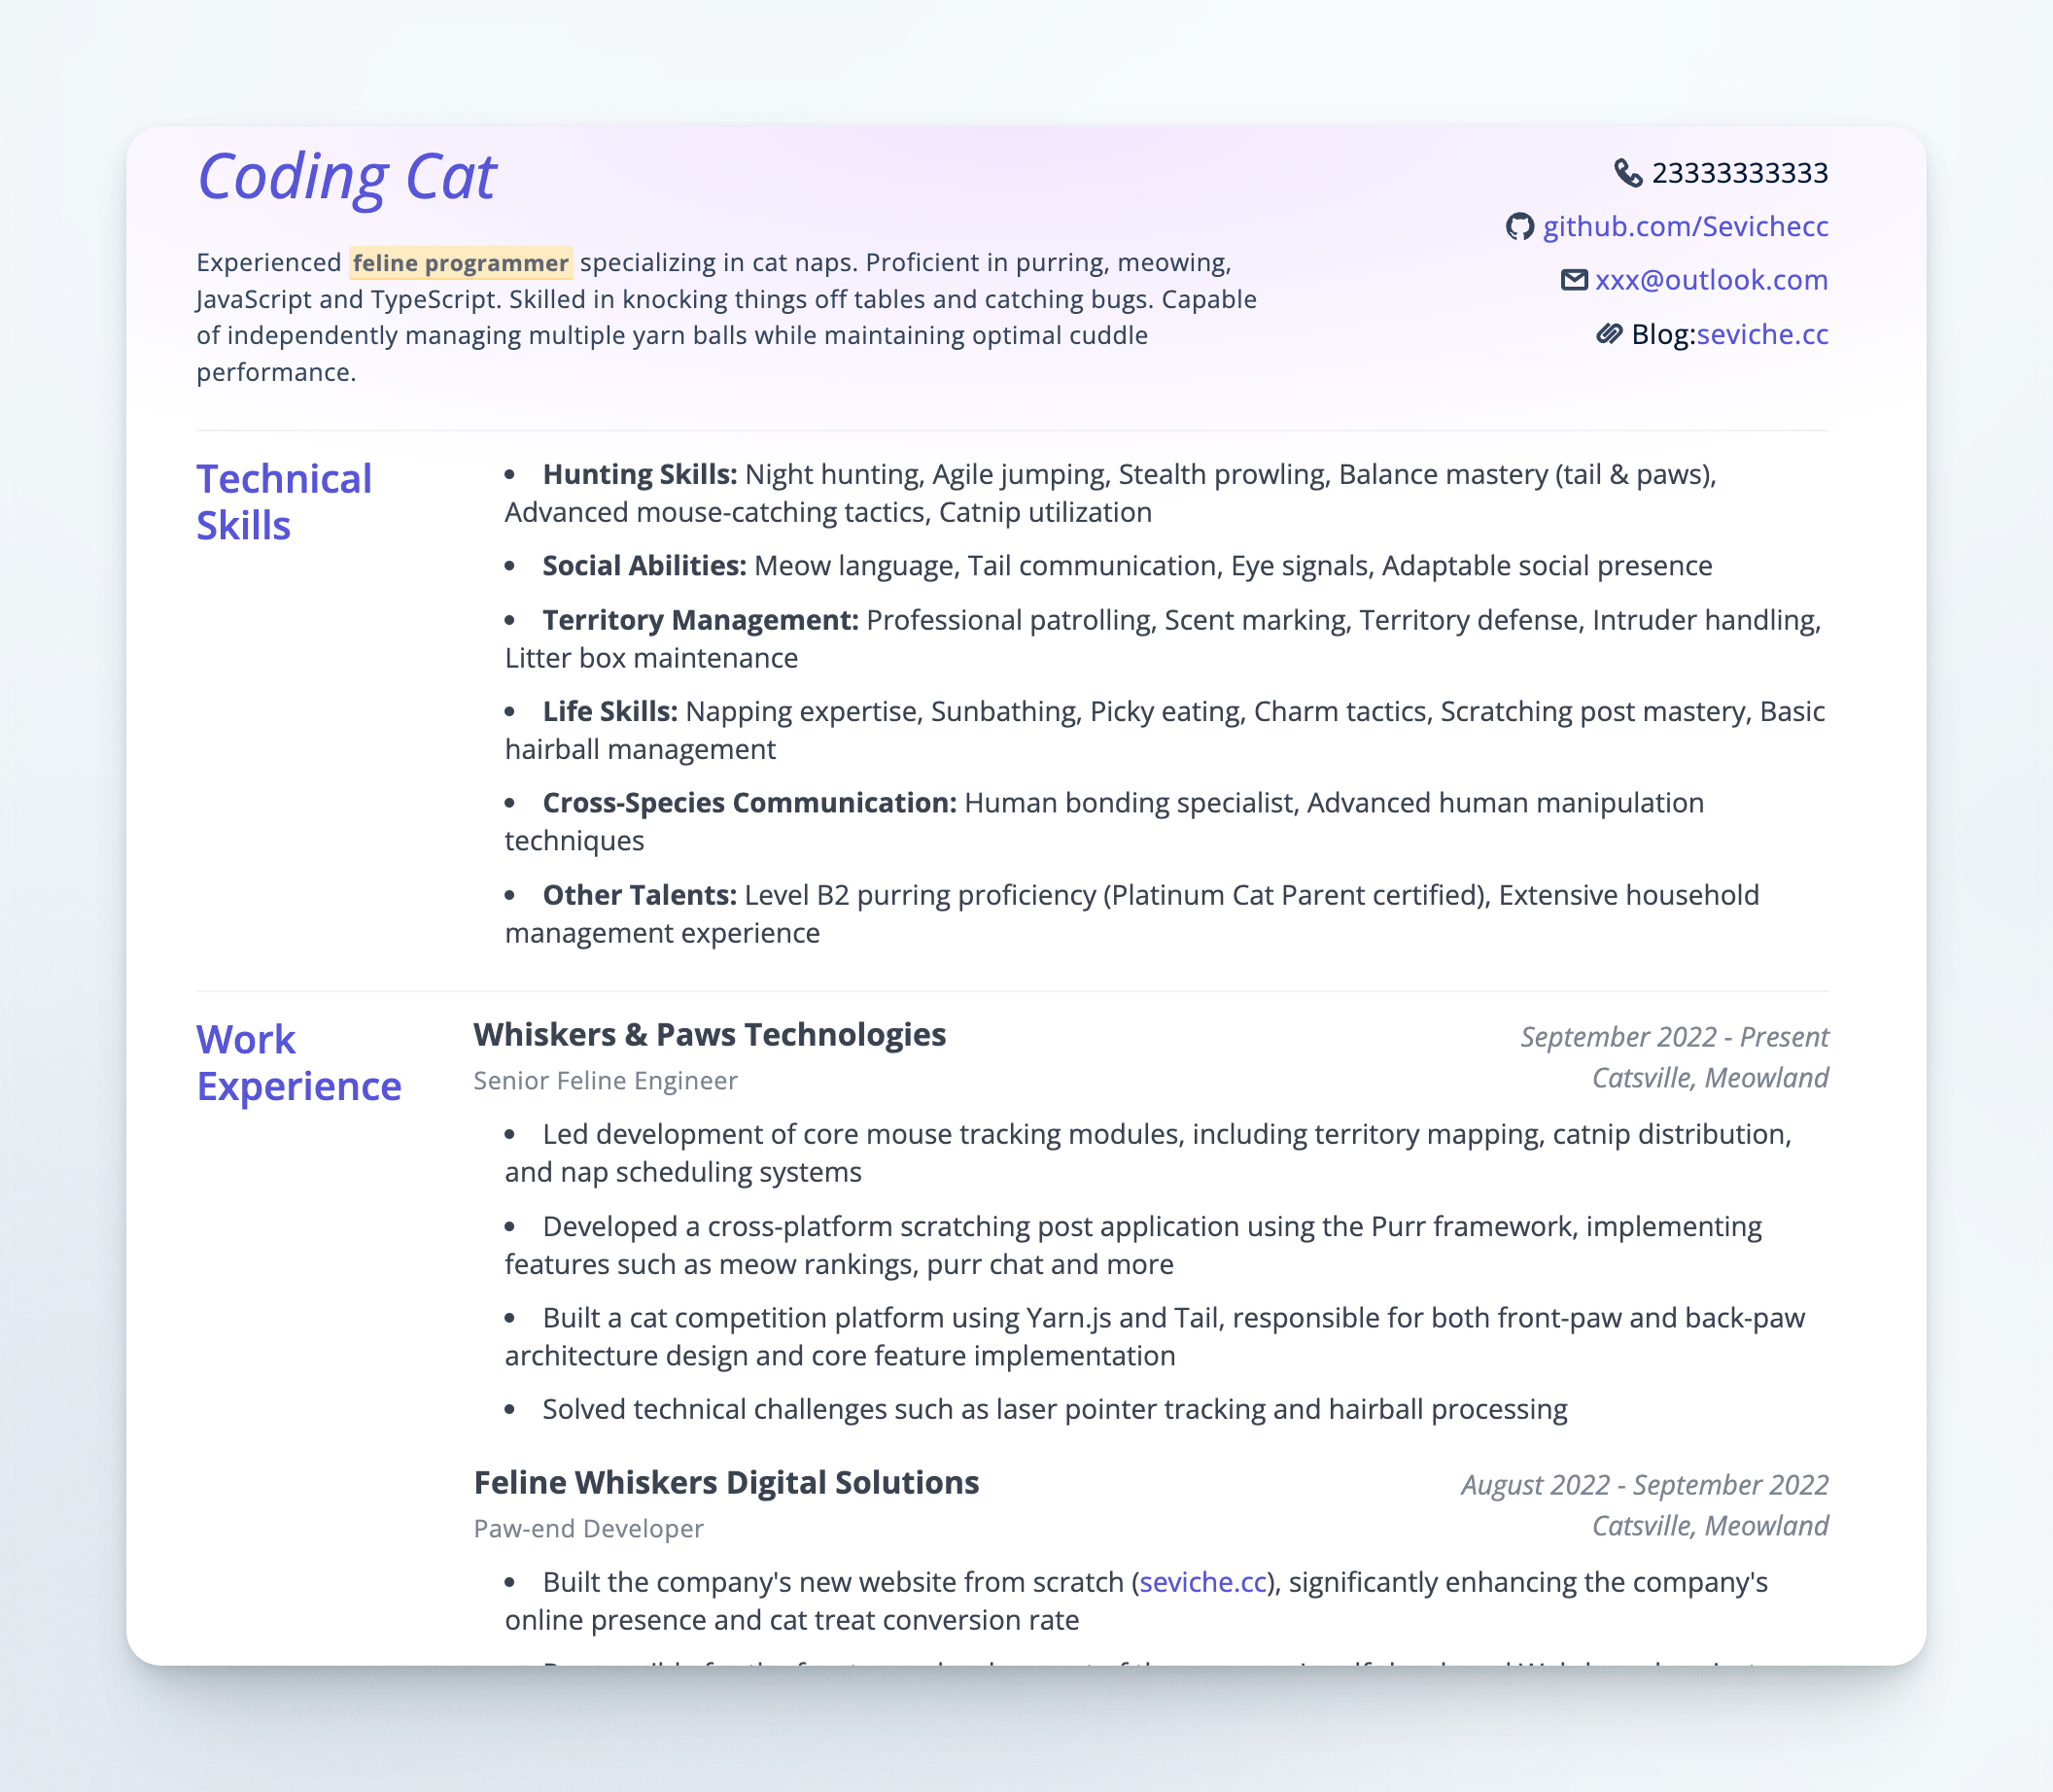 Coding Cat
23333333333
github.com/Sevichecc
xxx@outlook.com
Blog:seviche.cc
Experienced feline programmer specializing in cat naps. Proficient in purring, meowing,
JavaScript and TypeScript. Skilled in knocking things off tables and catching bugs. Capable
of independently managing multiple yarn balls while maintaining optimal cuddle
performance.
Technical
Skills
• Hunting Skills: Night hunting, Agile jumping, Stealth prowling, Balance mastery (tail & paws),
Advanced mouse-catching tactics, Catnip utilization
• Social Abilities: Meow language, Tail communication, Eye signals, Adaptable social presence
• Territory Management: Professional patrolling, Scent marking, Territory defense, Intruder handling,
Litter box maintenance
• Life Skills: Napping expertise, Sunbathing, Picky eating, Charm tactics, Scratching post mastery, Basic
hairball management
• Cross-Species Communication: Human bonding specialist, Advanced human manipulation
techniques
• Other Talents: Level B2 purring proficiency (Platinum Cat Parent certified), Extensive household
management experience
Work
Experience
Whiskers & Paws Technologies
September 2022 - Present
Senior Feline Engineer
Catsville, Meowland
• Led development of core mouse tracking modules, including territory mapping, catnip distribution,
and nap scheduling systems
• Developed a cross-platform scratching post application using the Purr framework, implementing
features such as meow rankings, purr chat and more
• Built a cat competition platform using Yarn.js and Tail, responsible for both front-paw and back-paw
architecture design and core feature implementation
• Solved technical challenges such as laser pointer tracking and hairball processing
Feline Whiskers Digital Solutions
August 2022 - September 2022
Paw-end Developer
Catsville, Meowland
• Built the company's new website from scratch (seviche.cc), significantly enhancing the company's
online presence and cat treat conversion rate